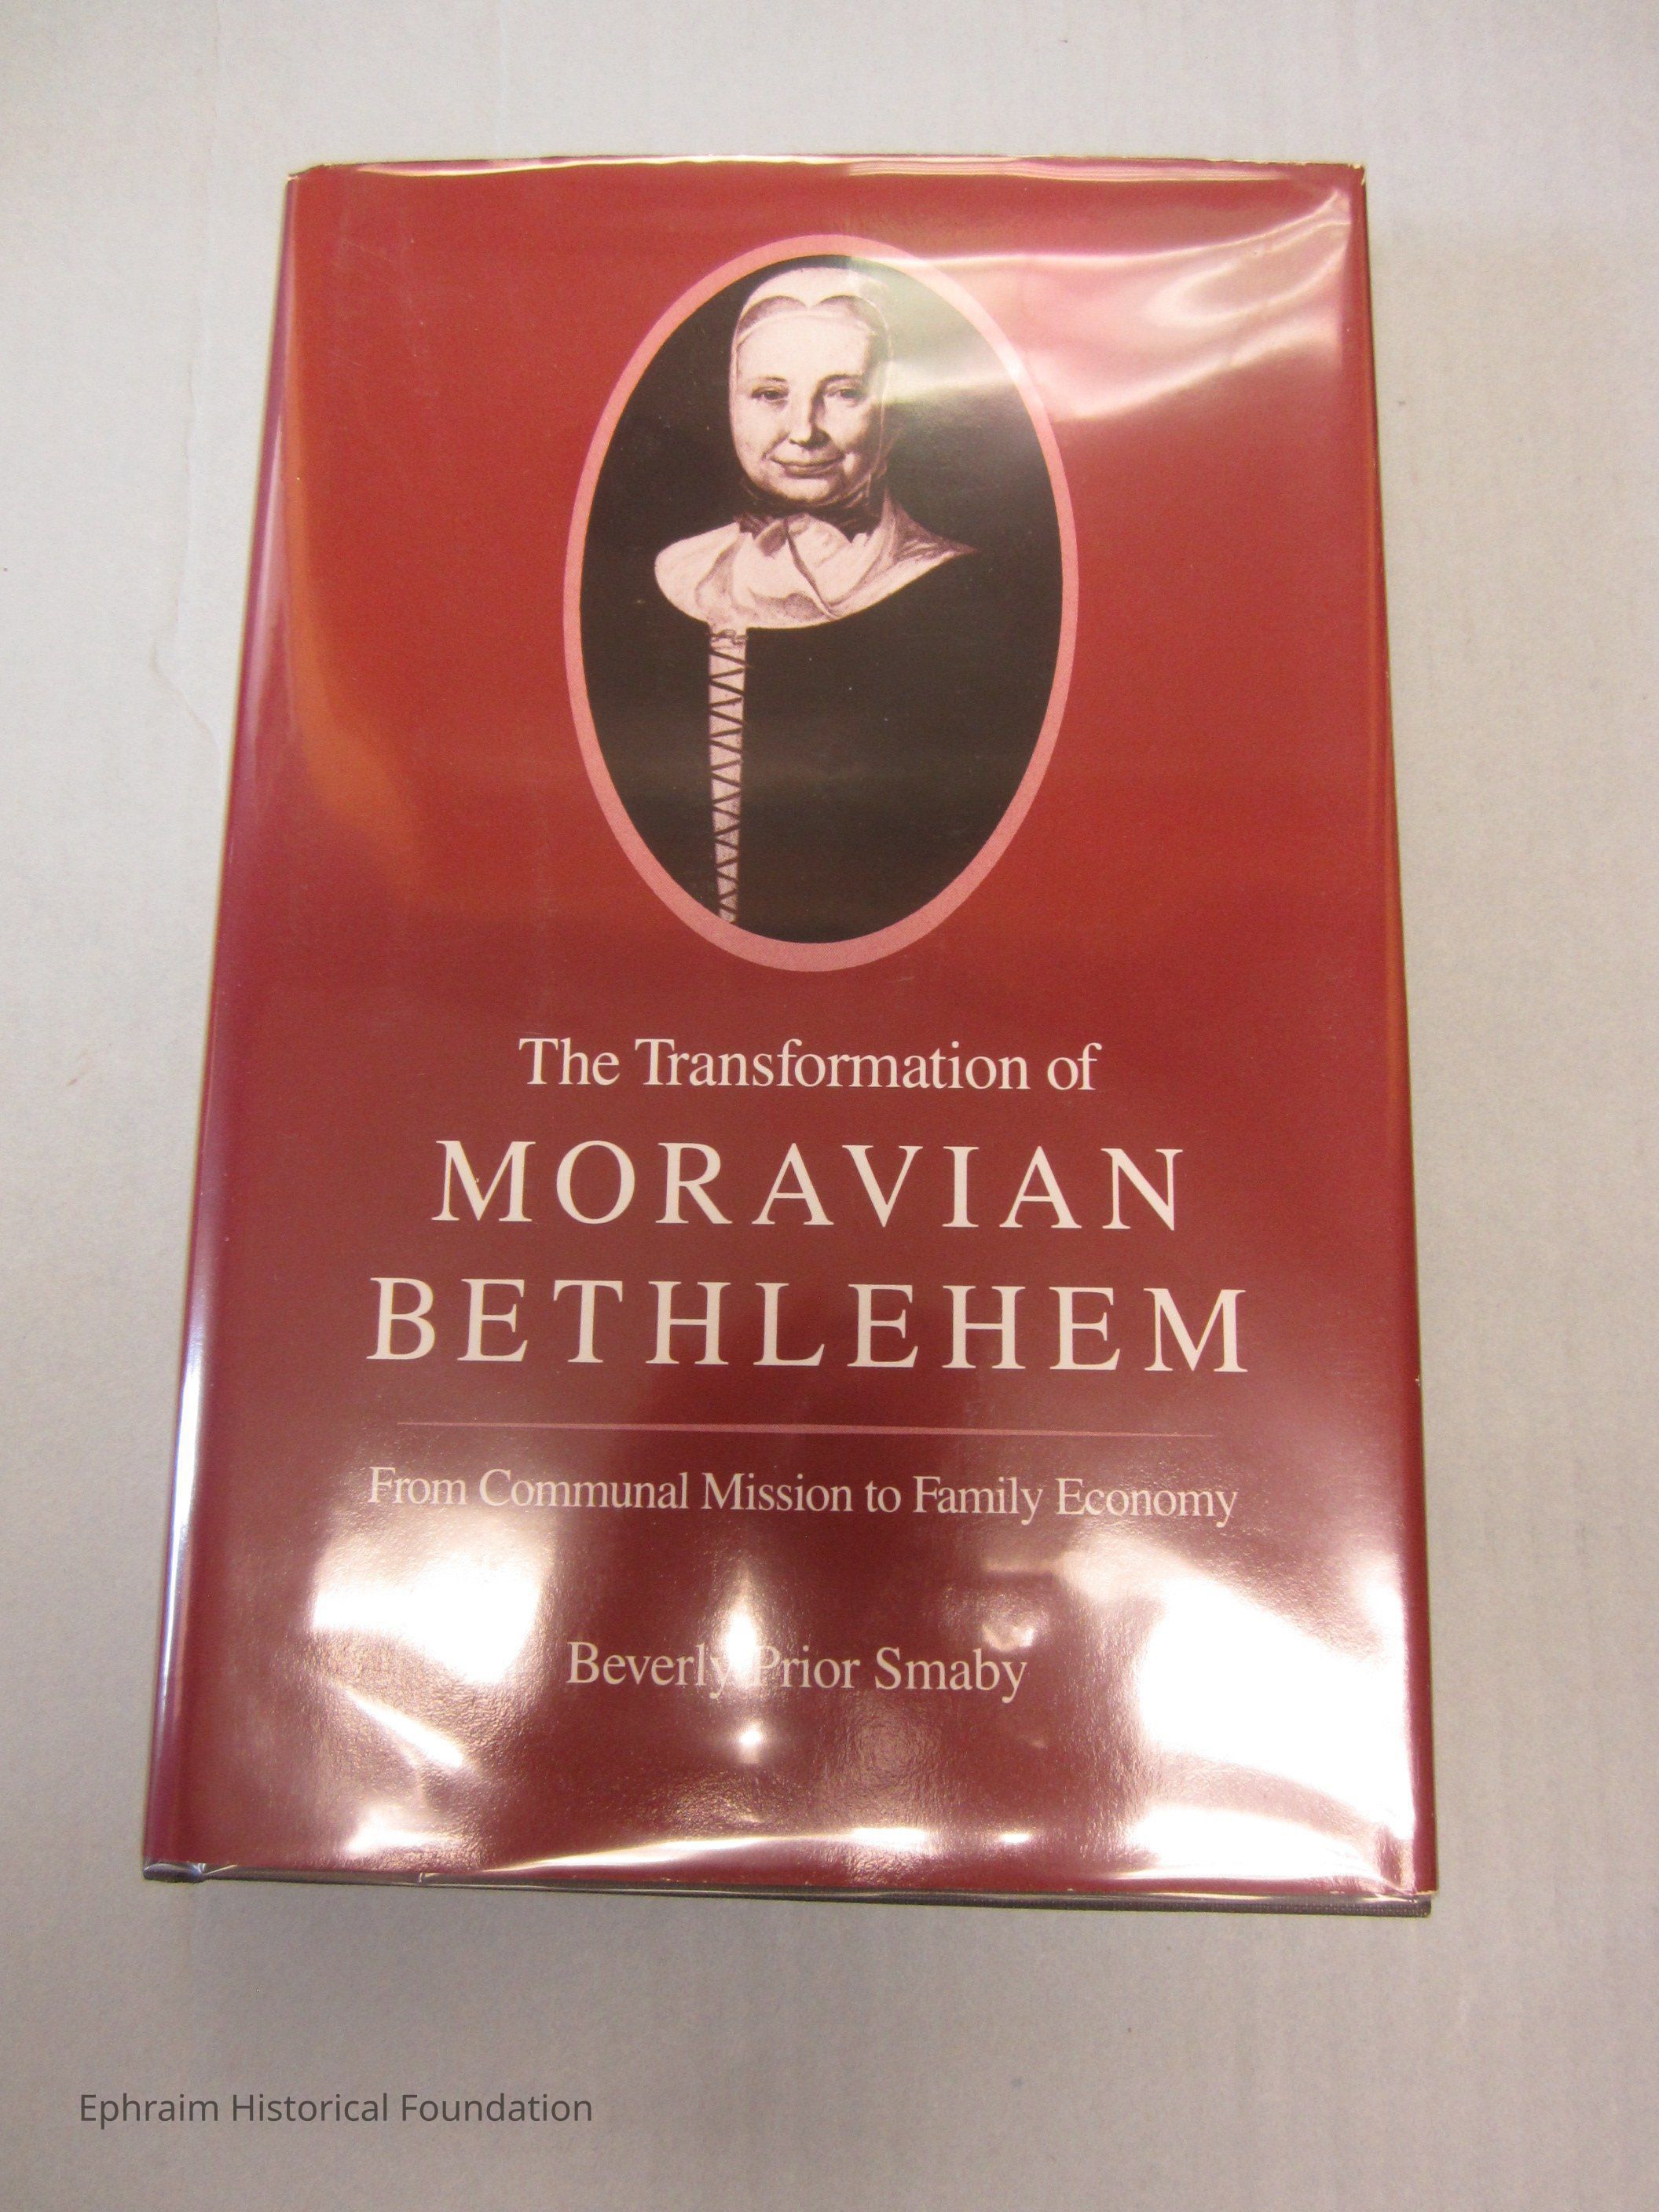 The Transformation of
MORAVIAN
BETHLEHEM
From Communal Mission to Family Economy
Beverly Prior Smaby
Ephraim Historical Foundation